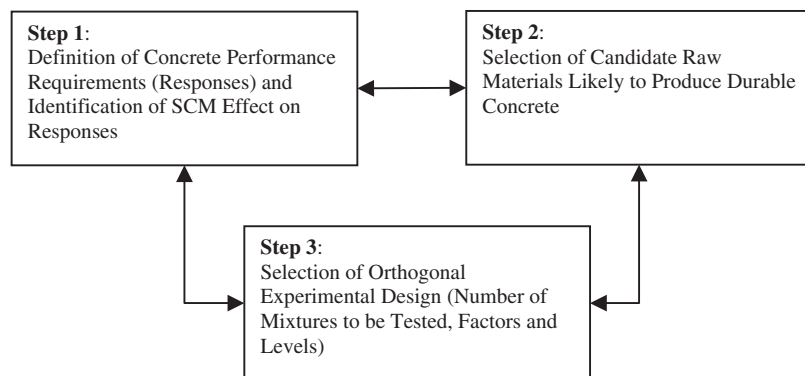 Step 1:
Definition of Concrete Performance
Requirements (Responses) and
Identification of SCM Effect on
Responses
Step 2:
Selection of Candidate Raw
Materials Likely to Produce Durable
Concrete
Step 3:
Selection of Orthogonal
Experimental Design (Number of
Mixtures to be Tested, Factors and
Levels)